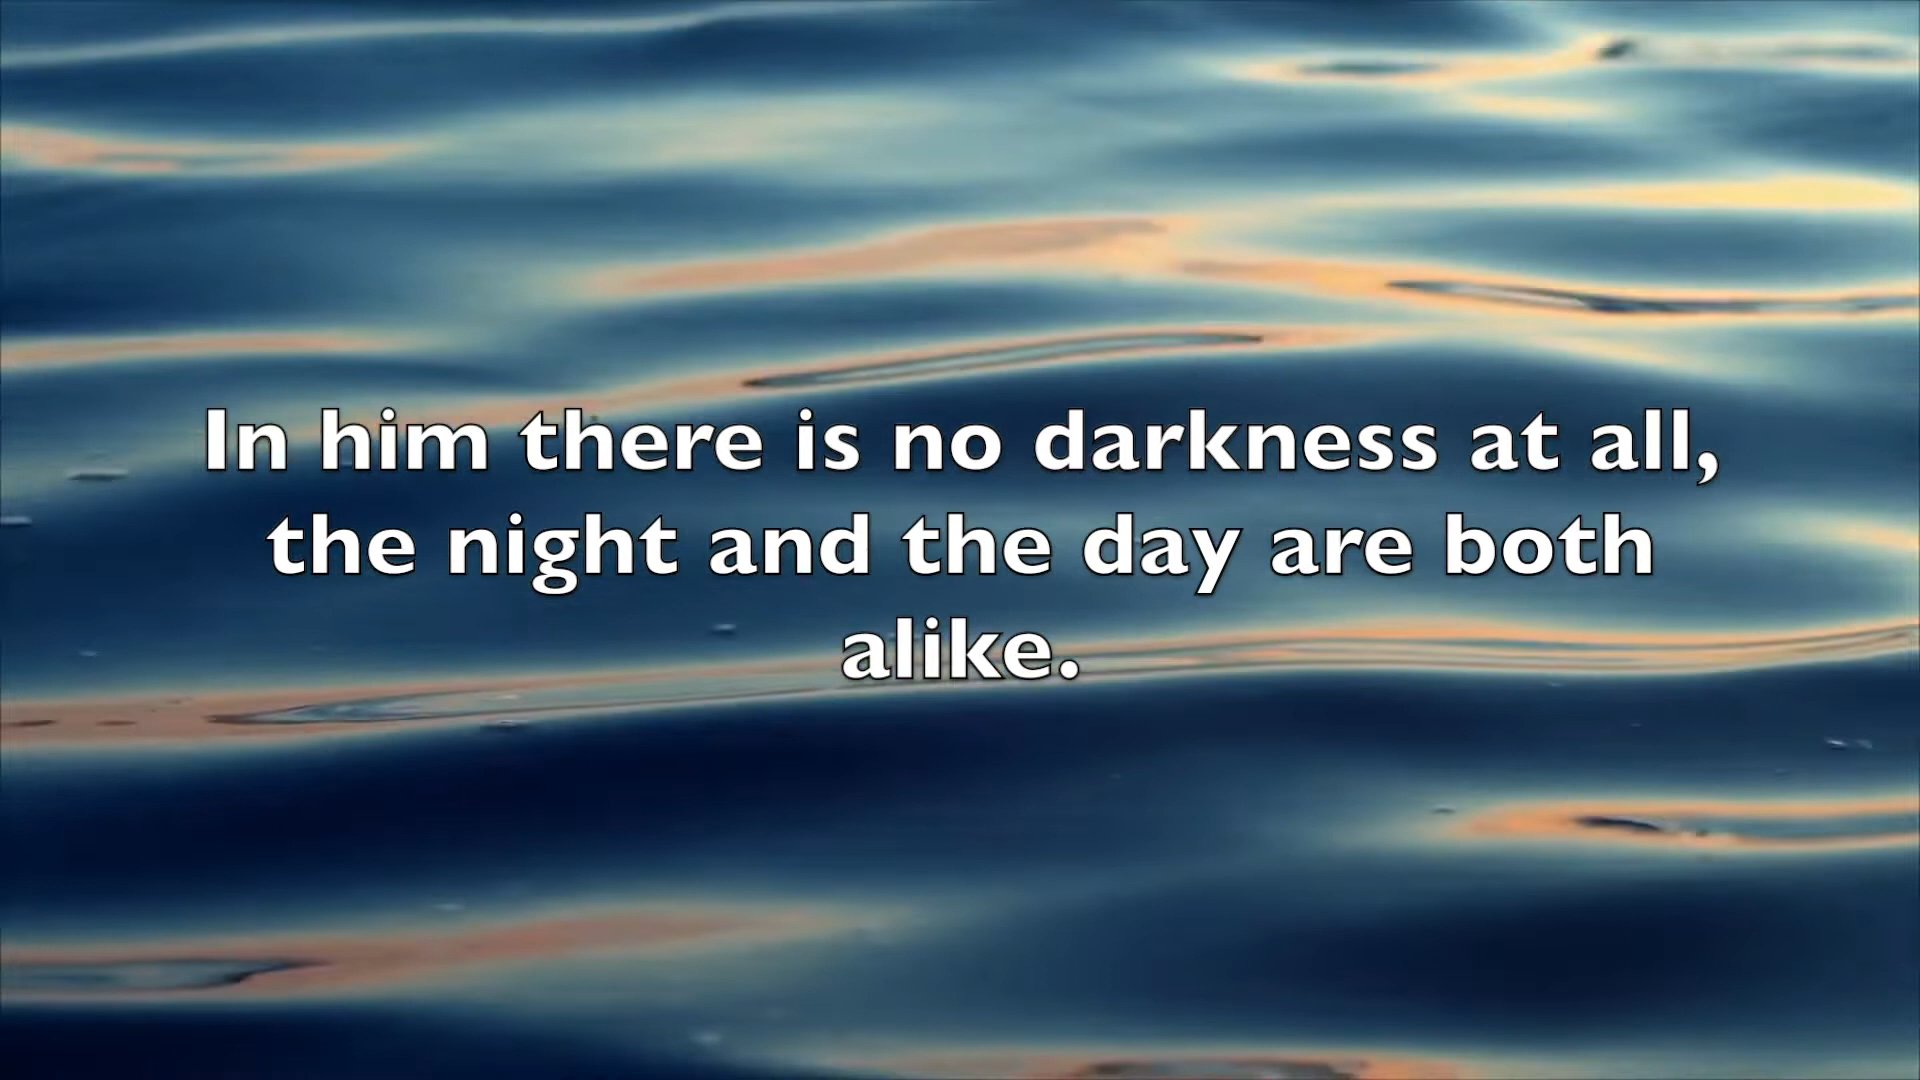 In him there is no darkness at all,
the night and the day are both
alike.